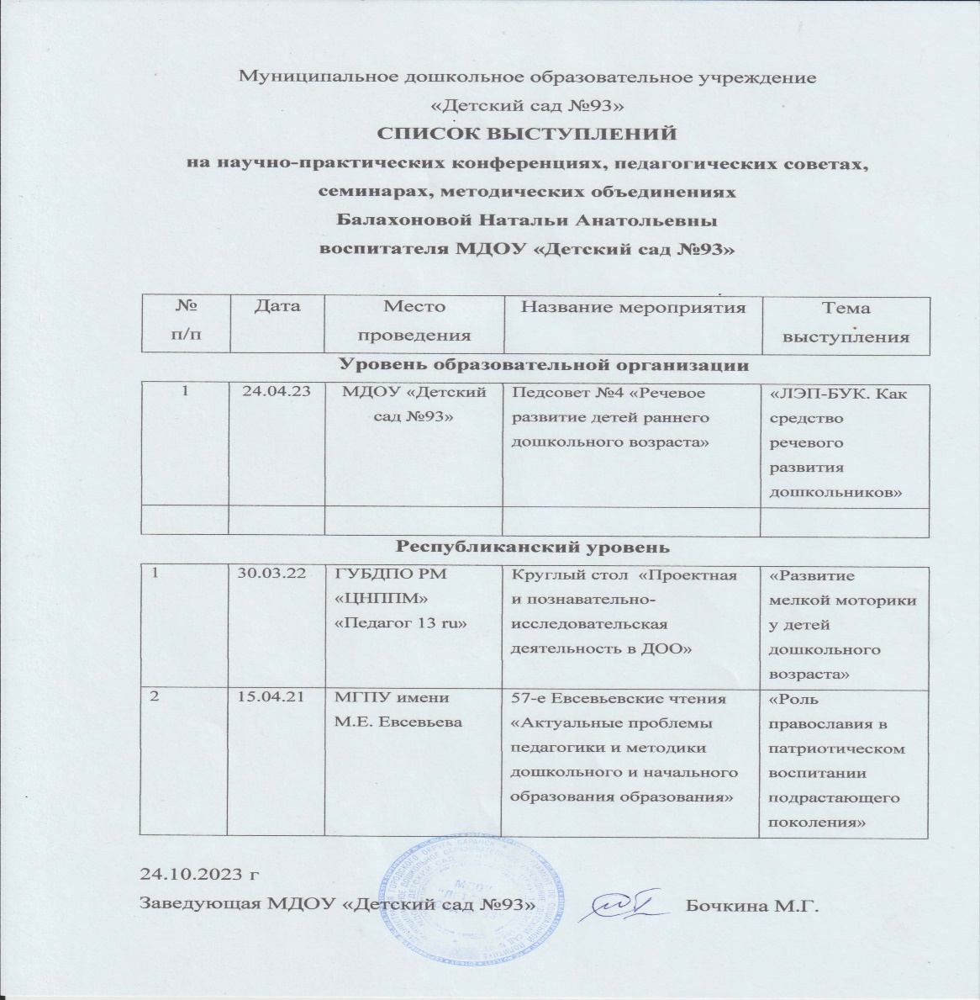 Муниципальное дошкольное образовательное учреждение
«Детский сад №93»
СПИСОК ВЫСТУПЛЕНИЙ
на научно-практических конференциях, педагогических советах,
семинарах, методических объединениях
Балахоновой Натальи Анатольевны
воспитателя МДОУ «Детский сад №93»
№ п/п
Дата
Место проведения
Название мероприятия
Тема выступления
Уровень образовательной организации
1
24.04.23
МДОУ «Детский
сад №93»
Педсовет №4 «Речевое
развитие детей раннего
дошкольного возраста»
«ЛЭП-БУК. Как
средство
речевого
развития
дошкольников»
Республиканский уровень
1
30.03.22
ГУБДПО РМ
«ЦНППМ»
«Педагог 13 ru»
Круглый стол «Проектная
и познавательно-
исследовательская
деятельность в ДОО»
«Развитие
мелкой моторики
у детей
дошкольного
возраста»
2
15.04.21
МГПУ имени
М.Е. Евсевьева
57-е Евсевьевские чтения
«Актуальные проблемы
педагогики и методики
дошкольного и начального
образования образования»
«Роль
православия в
патриотическом
воспитании
подрастающего
поколения»
24.10.2023 г
Заведующая МДОУ «Детский сад №93»
Бочкина М.Г.